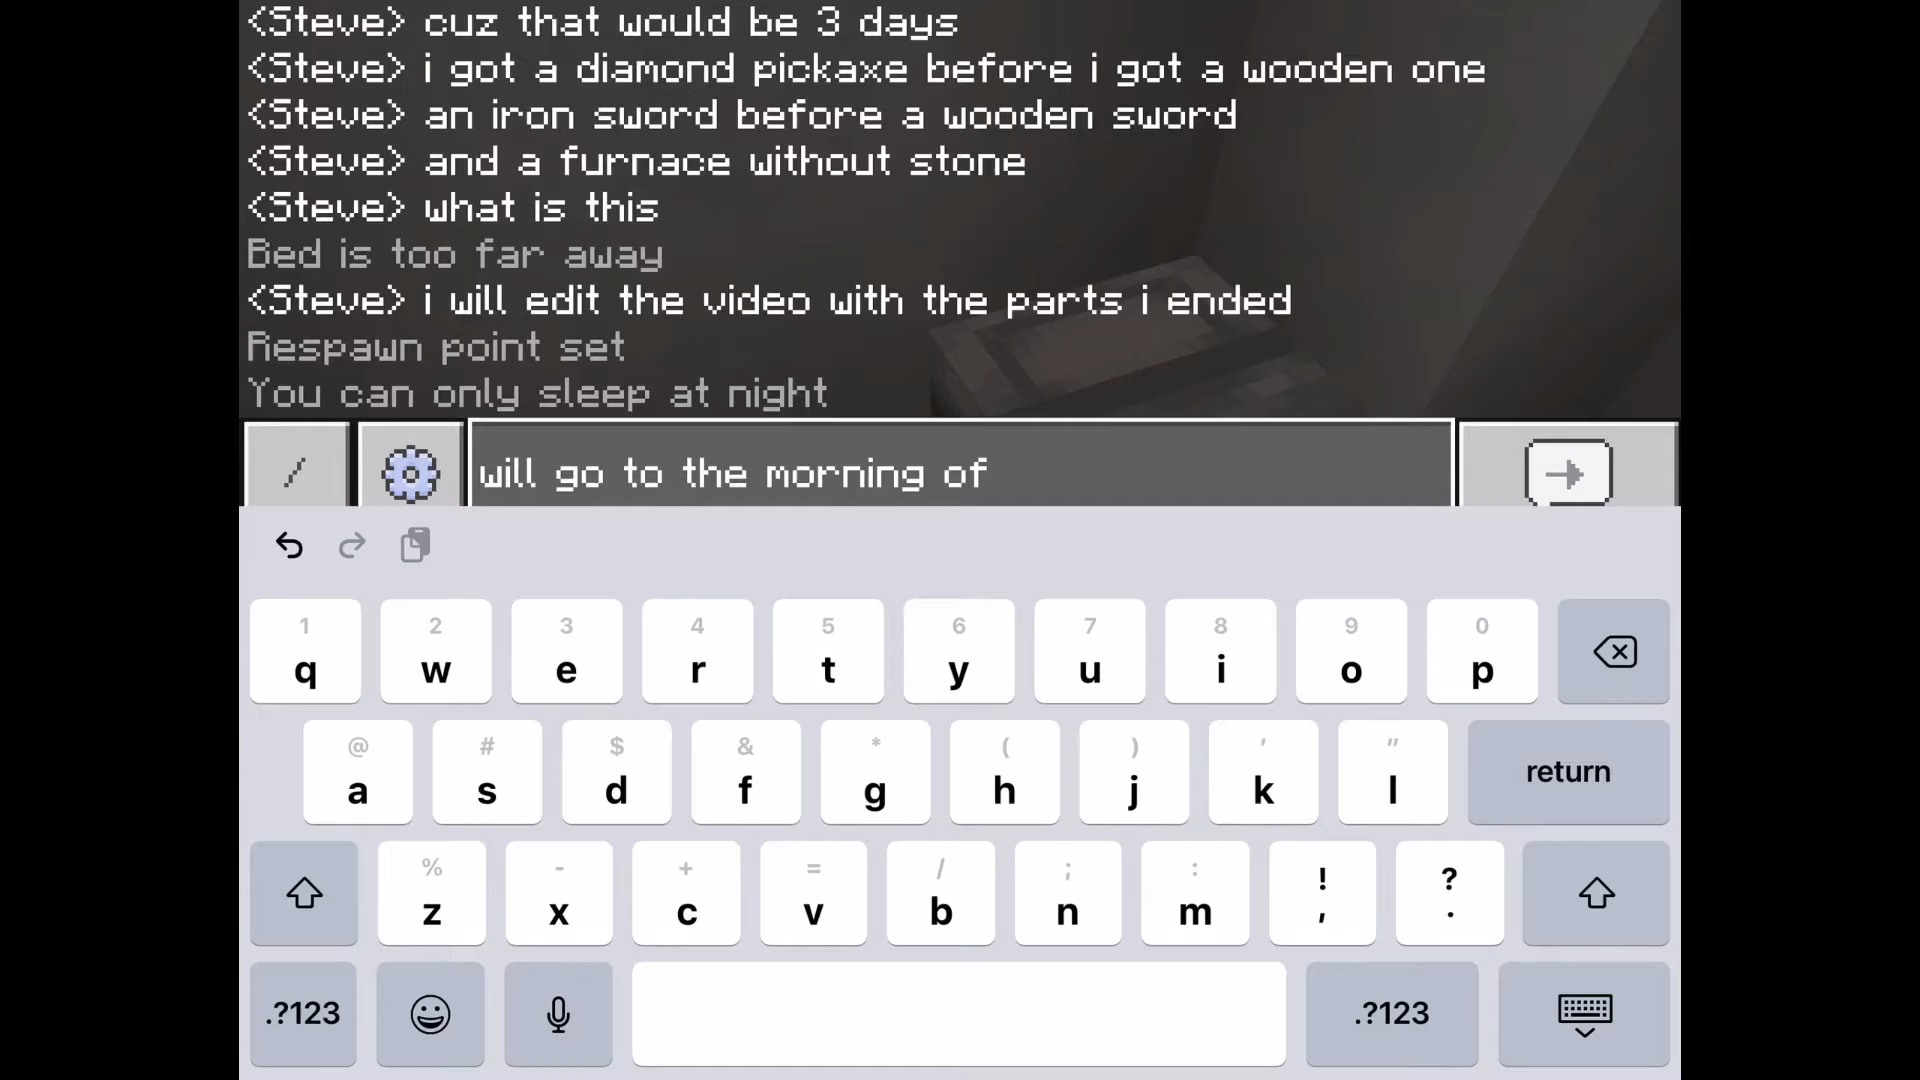 <Steve> cuz that would be 3 days
<Steve> i got a diamond pickaxe before i got a wooden one
<Steve> an iron sword before a wooden sword
<Steve> and a furnace without stone
<Steve> what is this
Bed is too far away
<Steve> i will edit the video with the parts i ended
Respawn point set
You can only sleep at night
/ will go to the morning of
1 2 3 4 5 6 7 8 9 0
q w e r t y u i o p
@ # $ & * ( ) ' "
a s d f g h j k l return
% - + = / ; : ! ?
z x c v b n m , .
.?123 .?123